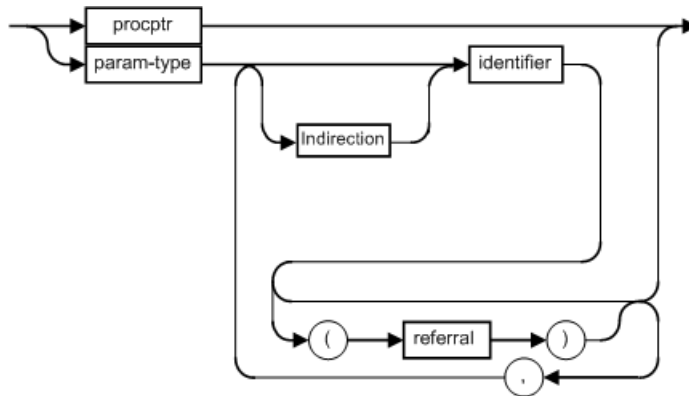 procptr
param-type
identifier
Indirection
( referral )
,